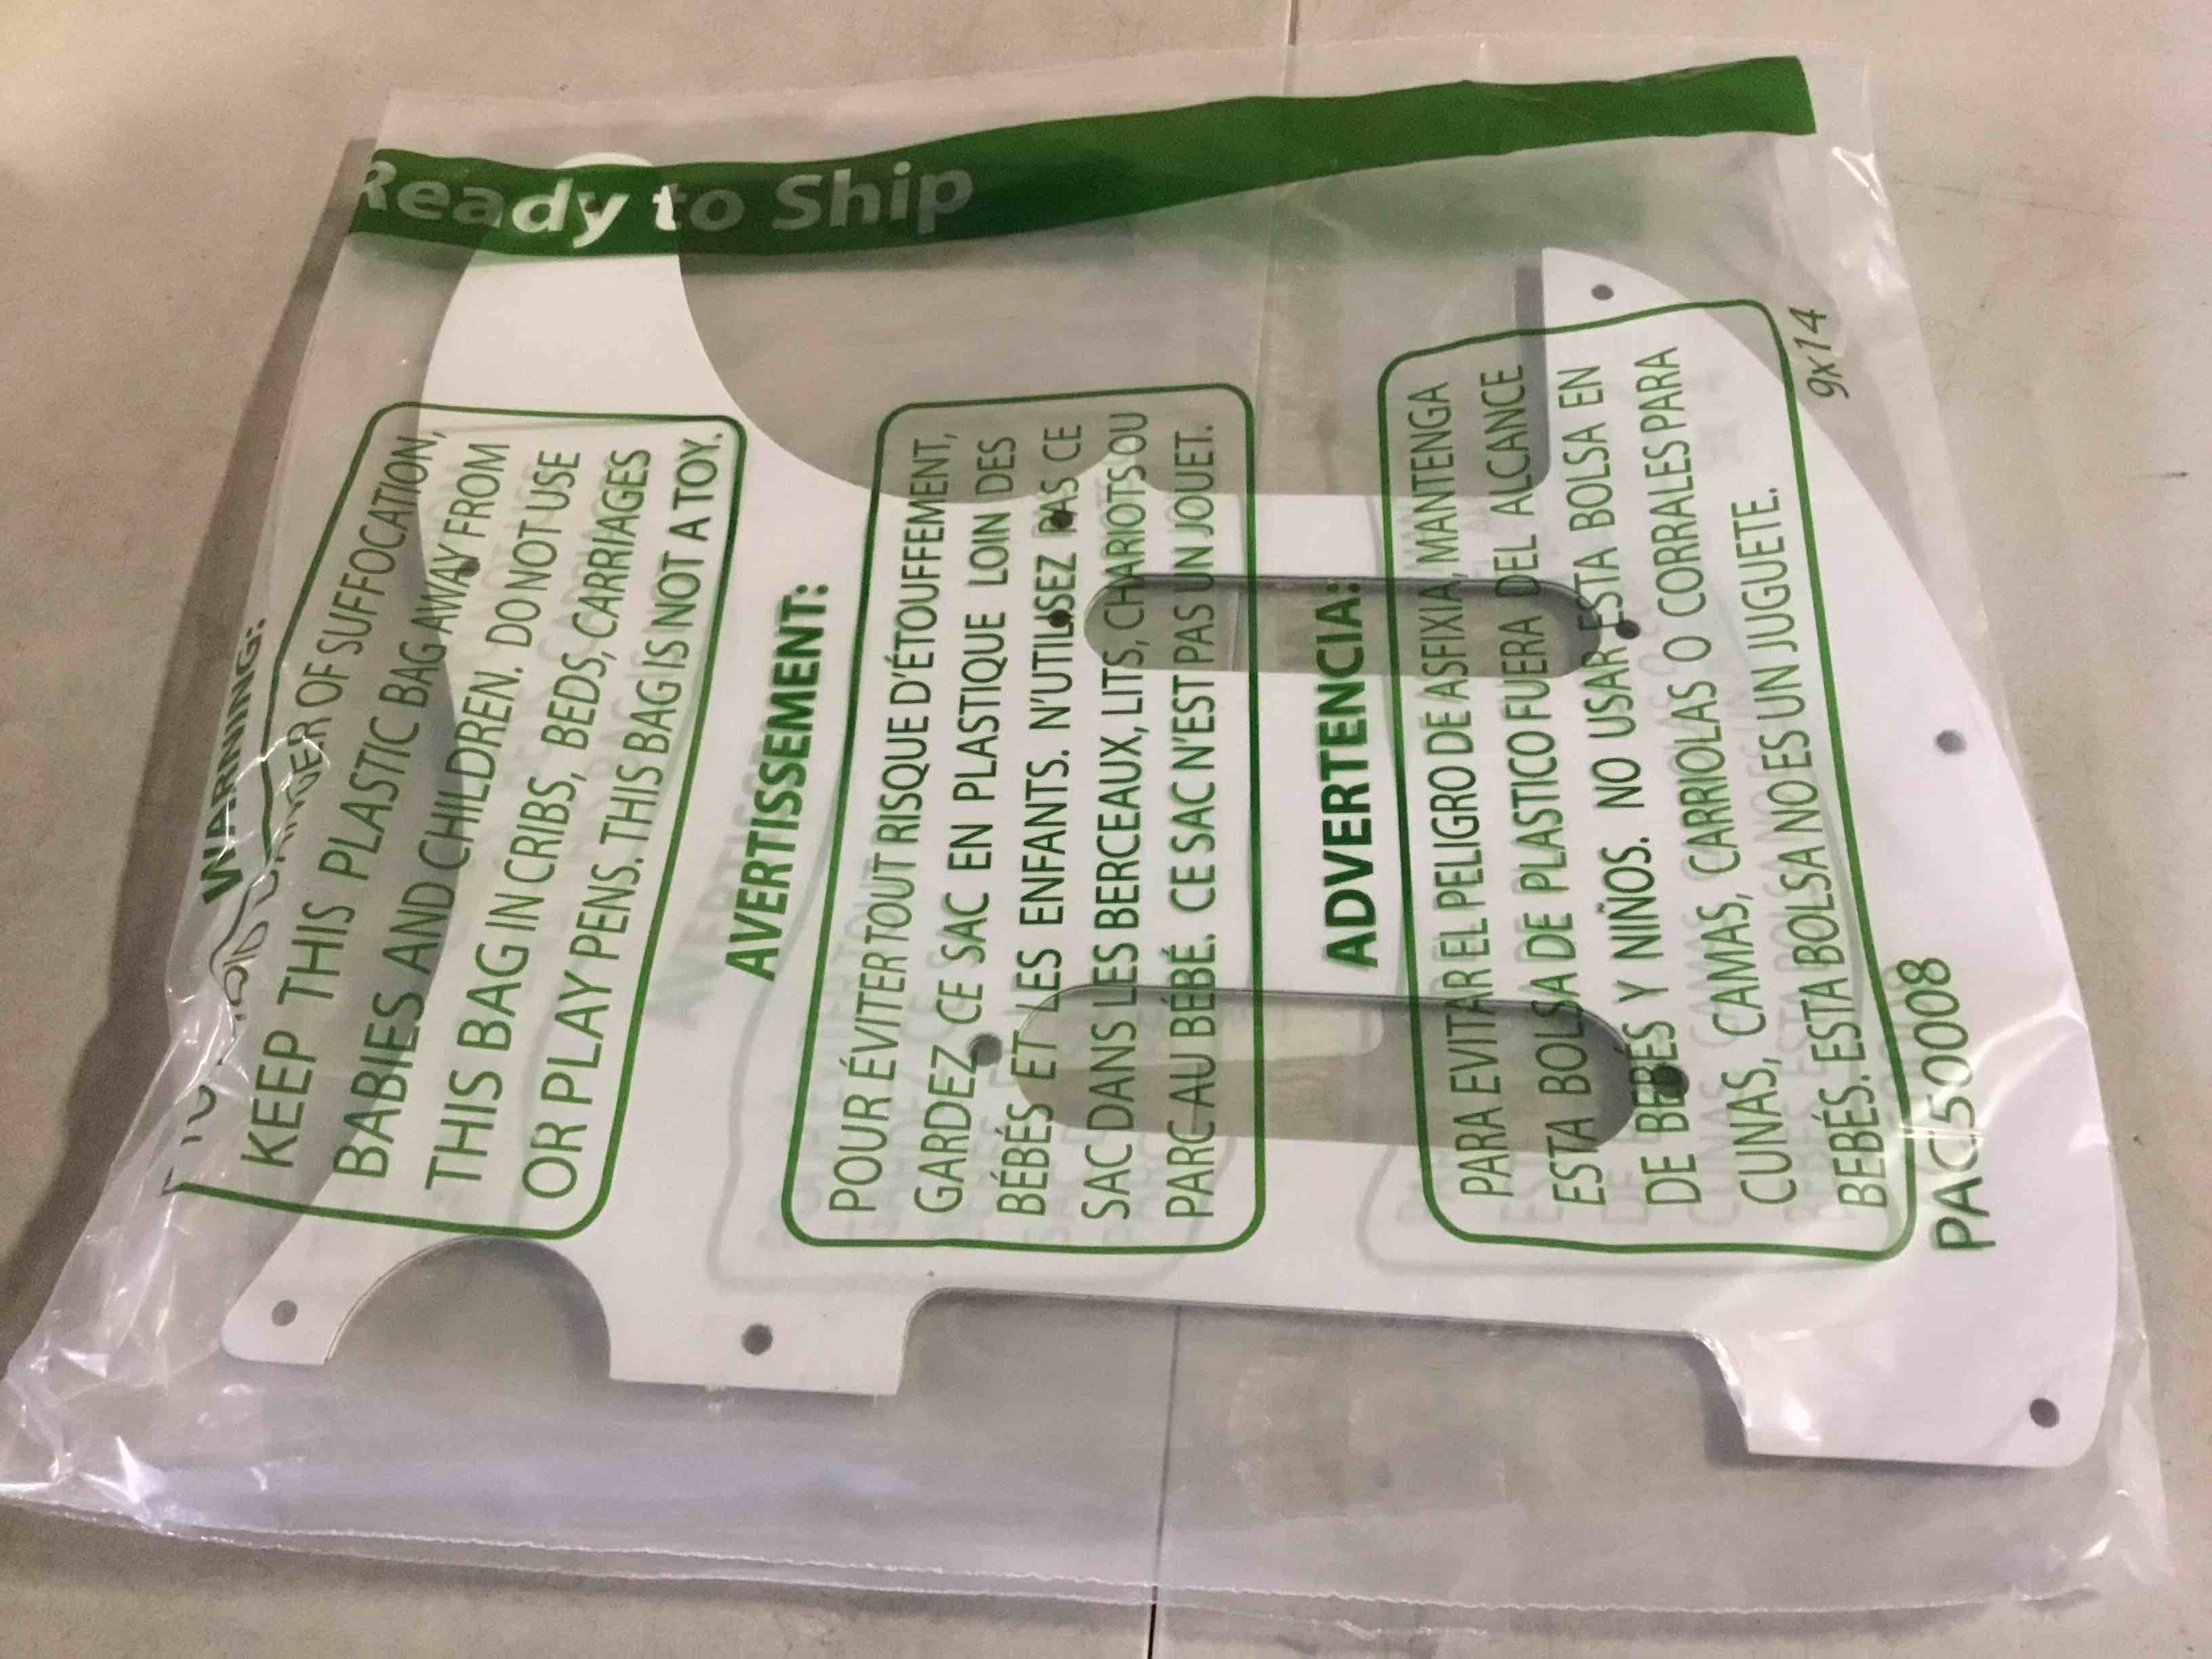 Ready to Ship
WARNING:
TO AVOID DANGER OF SUFFOCATION,
KEEP THIS PLASTIC BAG AWAY FROM
BABIES AND CHILDREN. DO NOT USE
THIS BAG IN CRIBS, BEDS, CARRIAGES
OR PLAY PENS. THIS BAG IS NOT A TOY.
AVERTISSEMENT:
POUR ÉVITER TOUT RISQUE D'ÉTOUFFEMENT,
GARDEZ CE SAC EN PLASTIQUE LOIN DES
BÉBÉS ET LES ENFANTS. N'UTILISEZ PAS CE
SAC DANS LES BERCEAUX, LITS, CHARIOTS OU
PARC AU BÉBÉ. CE SAC N'EST PAS UN JOUET.
ADVERTENCIA:
PARA EVITAR EL PELIGRO DE ASFIXIA, MANTENGA
ESTA BOLSA DE PLASTICO FUERA DEL ALCANCE
DE BEBÉS Y NIÑOS. NO USAR ESTA BOLSA EN
CUNAS, CAMAS, CARRIOLAS O CORRALES PARA
BEBÉS. ESTA BOLSA NO ES UN JUGUETE.
PAC50008
9x14